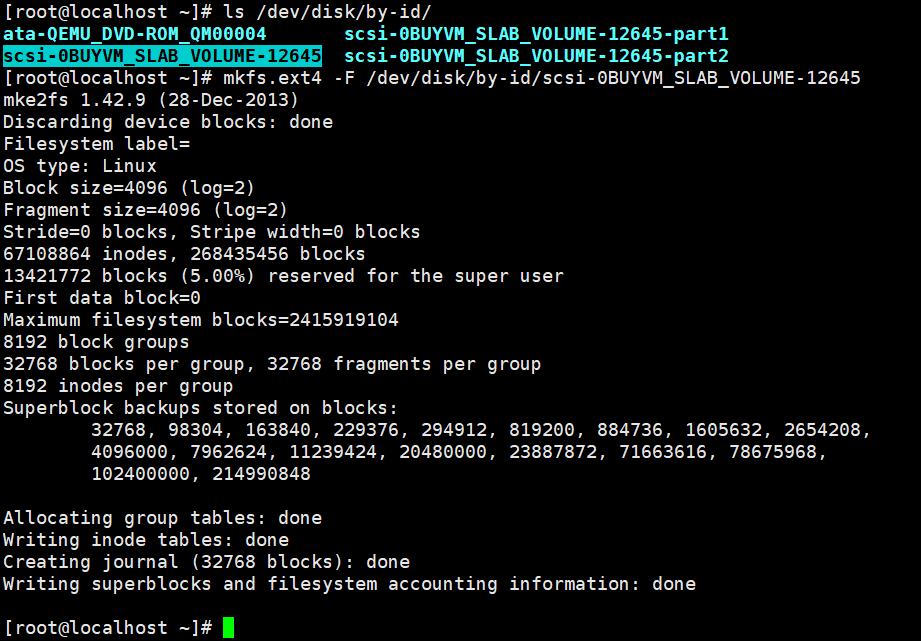 [root@localhost ~]# ls /dev/disk/by-id/
ata-QEMU_DVD-ROM_QM00004       scsi-0BUYVM_SLAB_VOLUME-12645-part1
scsi-0BUYVM_SLAB_VOLUME-12645  scsi-0BUYVM_SLAB_VOLUME-12645-part2
[root@localhost ~]# mkfs.ext4 -F /dev/disk/by-id/scsi-0BUYVM_SLAB_VOLUME-12645
mke2fs 1.42.9 (28-Dec-2013)
Discarding device blocks: done
Filesystem label=
OS type: Linux
Block size=4096 (log=2)
Fragment size=4096 (log=2)
Stride=0 blocks, Stripe width=0 blocks
67108864 inodes, 268435456 blocks
13421772 blocks (5.00%) reserved for the super user
First data block=0
Maximum filesystem blocks=2415919104
8192 block groups
32768 blocks per group, 32768 fragments per group
8192 inodes per group
Superblock backups stored on blocks:
        32768, 98304, 163840, 229376, 294912, 819200, 884736, 1605632, 2654208,
        4096000, 7962624, 11239424, 20480000, 23887872, 71663616, 78675968,
        102400000, 214990848

Allocating group tables: done
Writing inode tables: done
Creating journal (32768 blocks): done
Writing superblocks and filesystem accounting information: done

[root@localhost ~]#